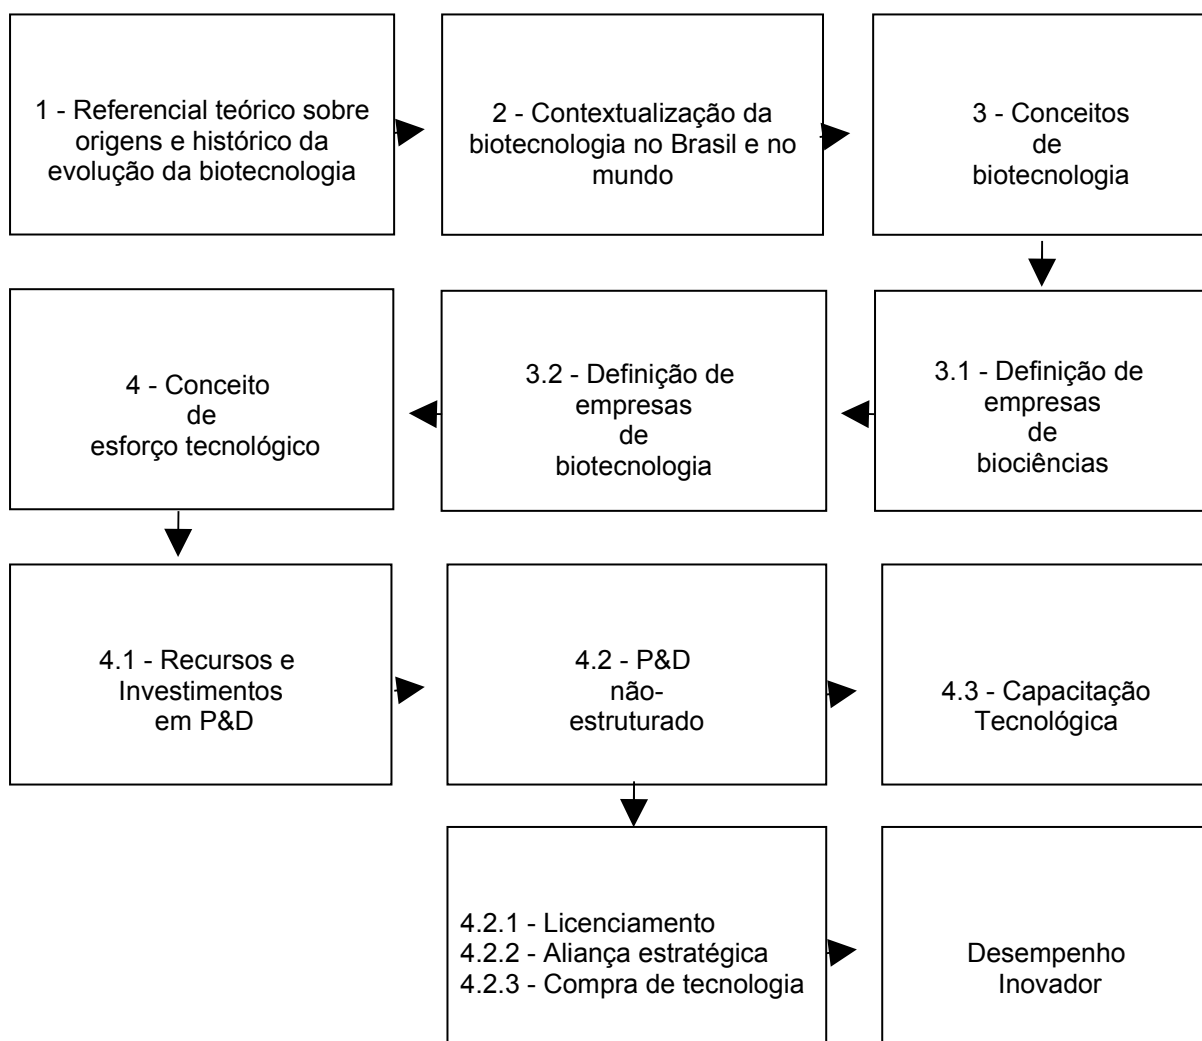 1 - Referencial teórico sobre
origens e histórico da
evolução da biotecnologia
2 - Contextualização da
biotecnologia no Brasil e no
mundo
3 - Conceitos
de
biotecnologia
4 - Conceito
de
esforço tecnológico
3.2 - Definição de
empresas
de
biotecnologia
3.1 - Definição de
empresas
de
biociências
4.1 - Recursos e
Investimentos
em P&D
4.2 - P&D
não-
estruturado
4.3 - Capacitação
Tecnológica
4.2.1 - Licenciamento
4.2.2 - Aliança estratégica
4.2.3 - Compra de tecnologia
Desempenho
Inovador